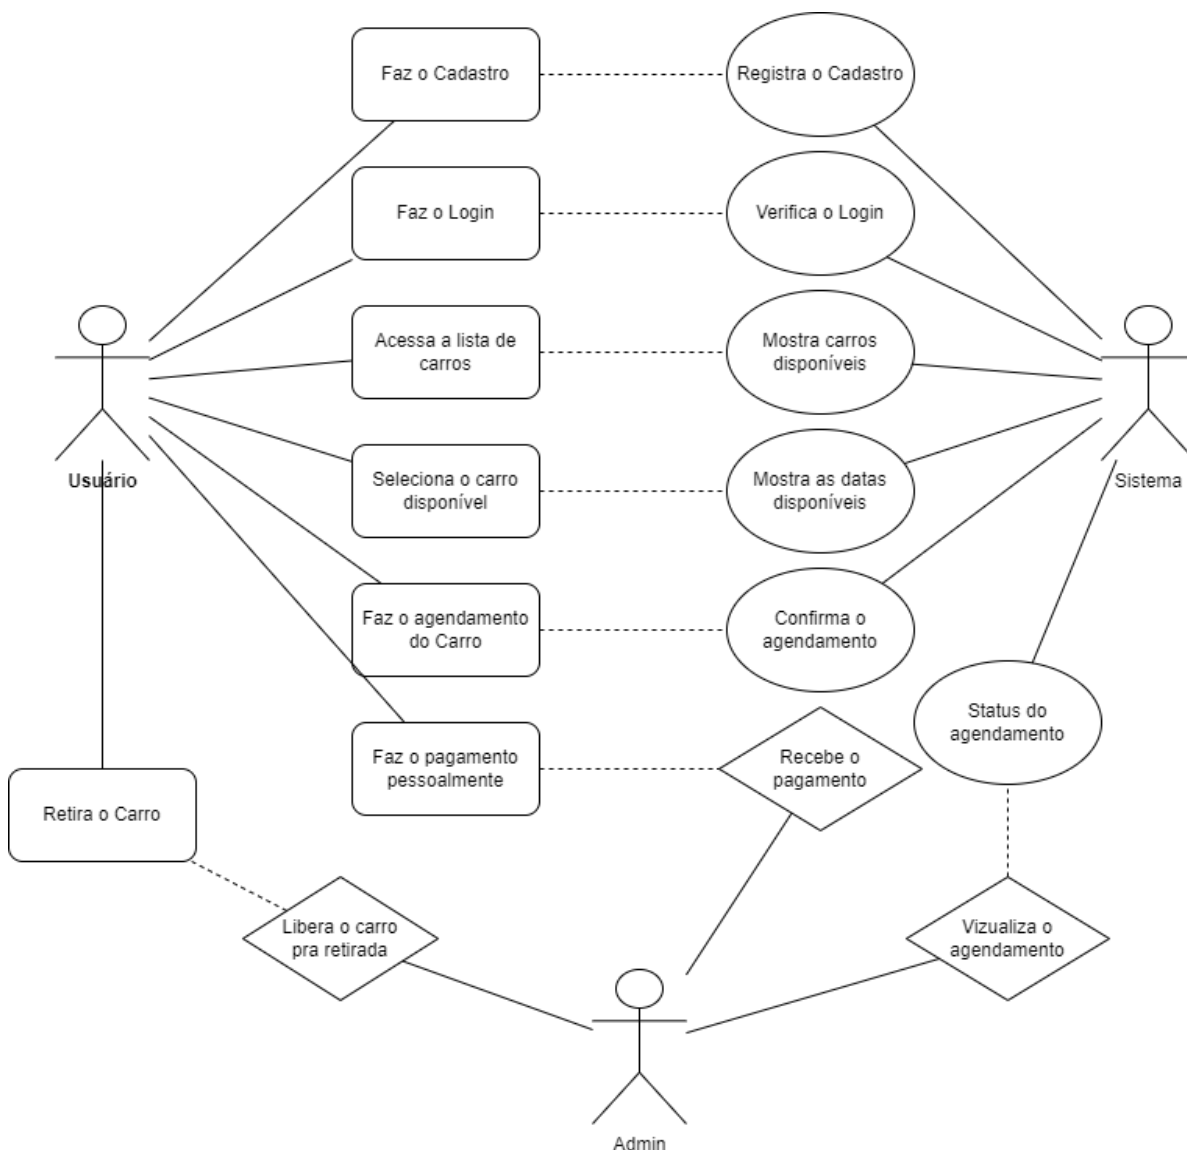 Faz o Cadastro
Registra o Cadastro
Faz o Login
Verifica o Login
Acessa a lista de
carros
Mostra carros
disponíveis
Usuário
Sistema
Seleciona o carro
disponível
Mostra as datas
disponíveis
Faz o agendamento
do Carro
Confirma o
agendamento
Status do
agendamento
Faz o pagamento
pessoalmente
Recebe o
pagamento
Retira o Carro
Libera o carro
pra retirada
Vizualiza o
agendamento
Admin